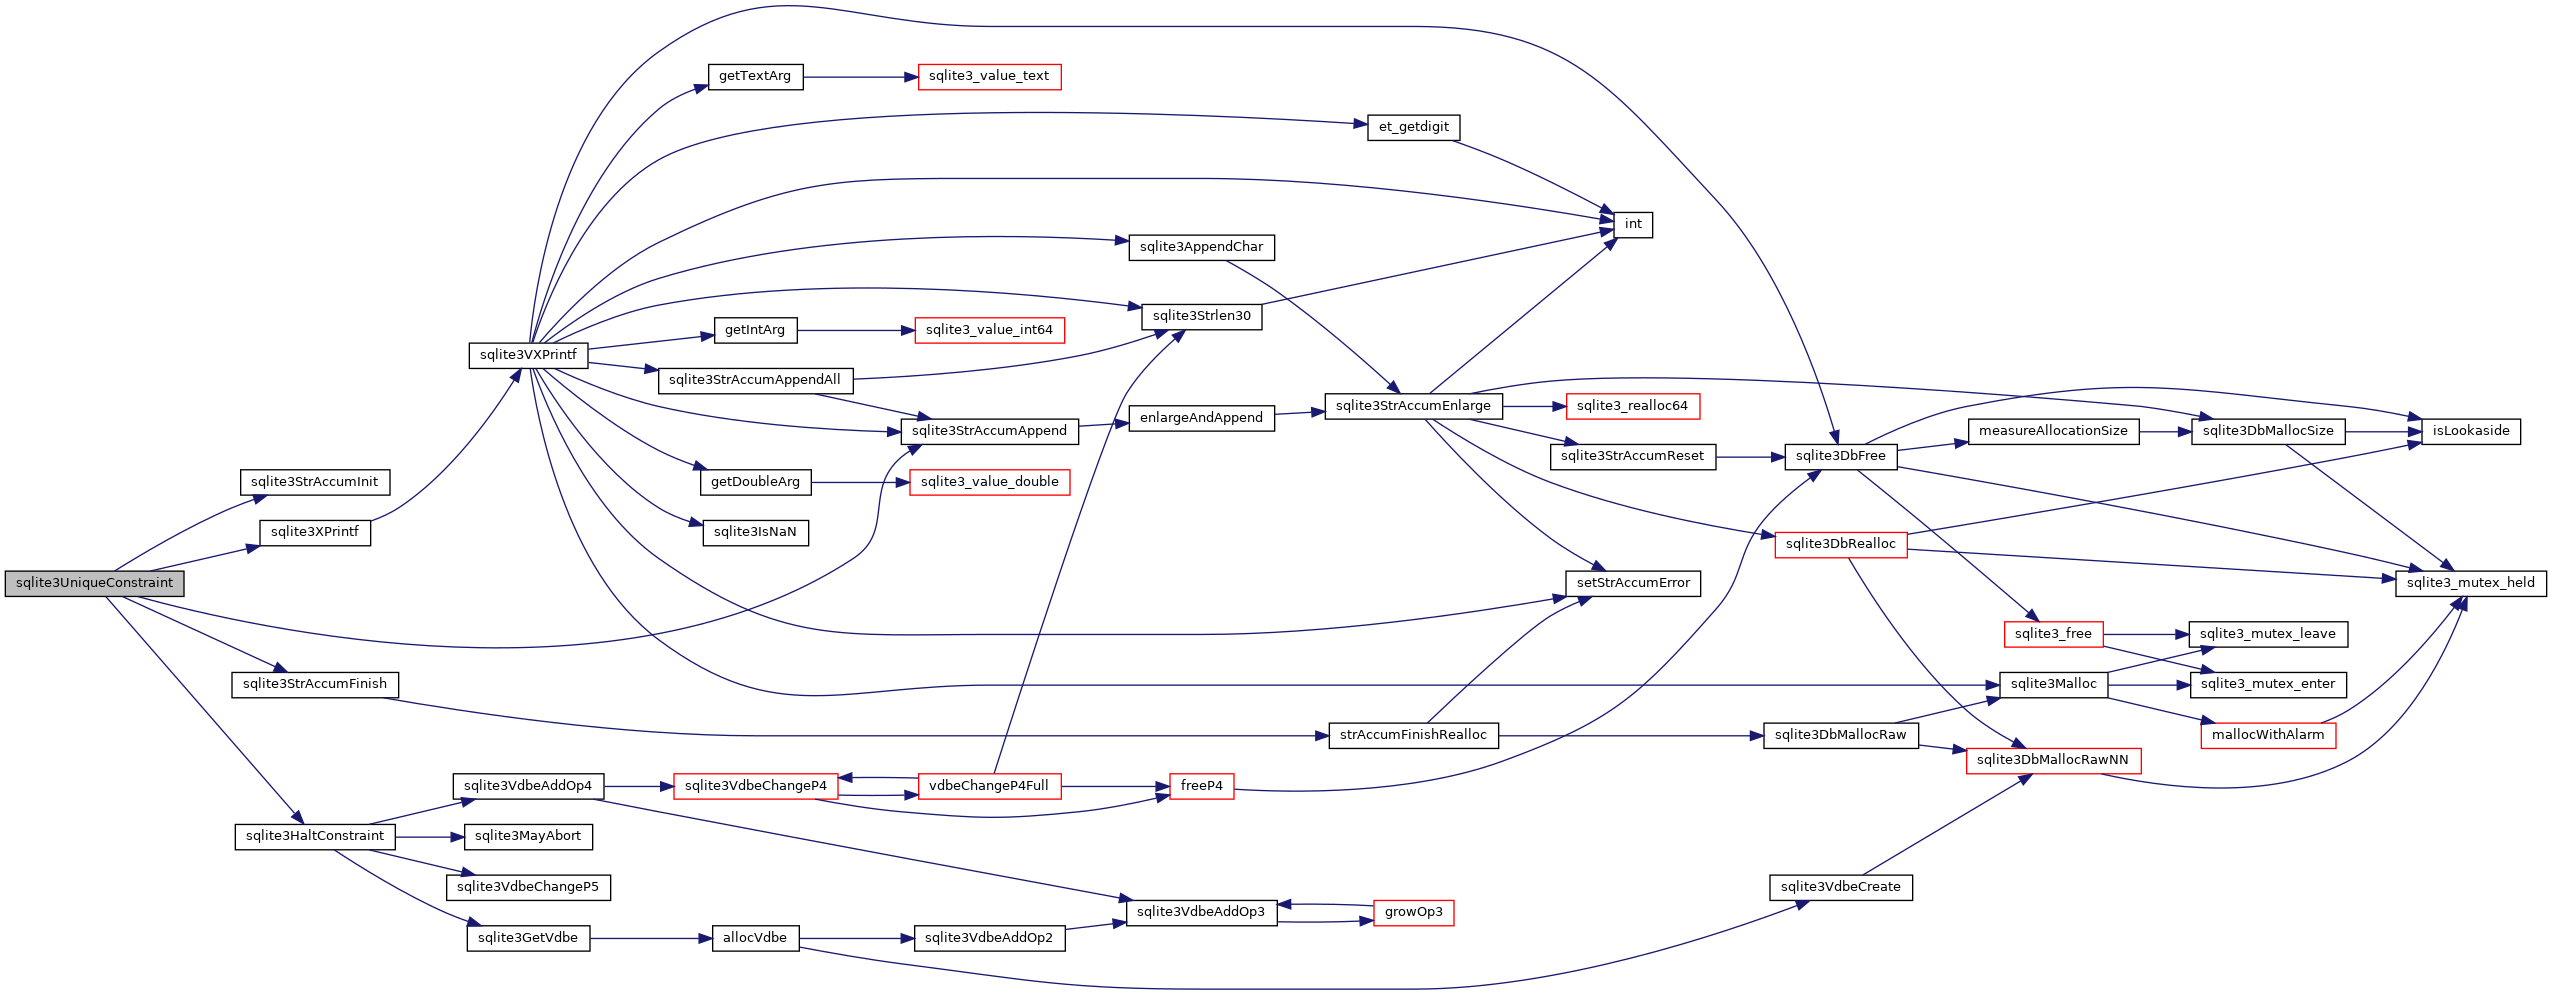 getTextArg
sqlite3_value_text
et_getdigit
int
sqlite3AppendChar
sqlite3Strlen30
getIntArg
sqlite3_value_int64
sqlite3VXPrintf
sqlite3StrAccumAppendAll
sqlite3StrAccumEnlarge
sqlite3_realloc64
enlargeAndAppend
sqlite3StrAccumAppend
measureAllocationSize
sqlite3DbMallocSize
isLookaside
sqlite3StrAccumReset
sqlite3DbFree
sqlite3StrAccumInit
getDoubleArg
sqlite3_value_double
sqlite3XPrintf
sqlite3IsNaN
sqlite3DbRealloc
sqlite3UniqueConstraint
setStrAccumError
sqlite3_mutex_held
sqlite3_free
sqlite3_mutex_leave
sqlite3StrAccumFinish
sqlite3Malloc
sqlite3_mutex_enter
strAccumFinishRealloc
sqlite3DbMallocRaw
mallocWithAlarm
sqlite3DbMallocRawNN
sqlite3VdbeAddOp4
sqlite3VdbeChangeP4
vdbeChangeP4Full
freeP4
sqlite3HaltConstraint
sqlite3MayAbort
sqlite3VdbeChangeP5
sqlite3VdbeCreate
sqlite3VdbeAddOp3
growOp3
sqlite3GetVdbe
allocVdbe
sqlite3VdbeAddOp2